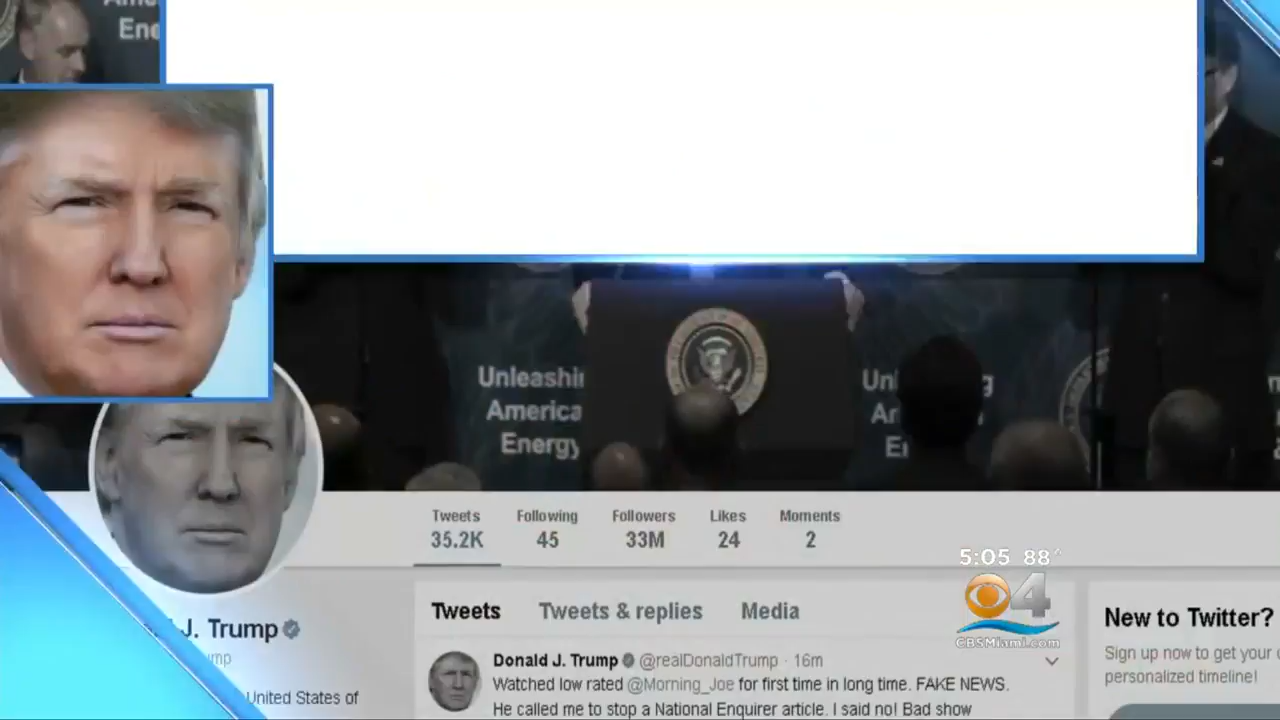 Ene
Unleashi
America
Energy
Tweets
35.2K
Following
45
Followers
33M
Likes
24
Moments
2
5:05 88°
4
CBSMiami.com
Tweets Tweets & replies Media
New to Twitter?
J. Trump
Sign up now to get your
personalized timeline!
United States of
Donald J. Trump @realDonaldTrump · 16m
Watched low rated @Morning_Joe for first time in long time. FAKE NEWS.
He called me to stop a National Enquirer article. I said no! Bad show